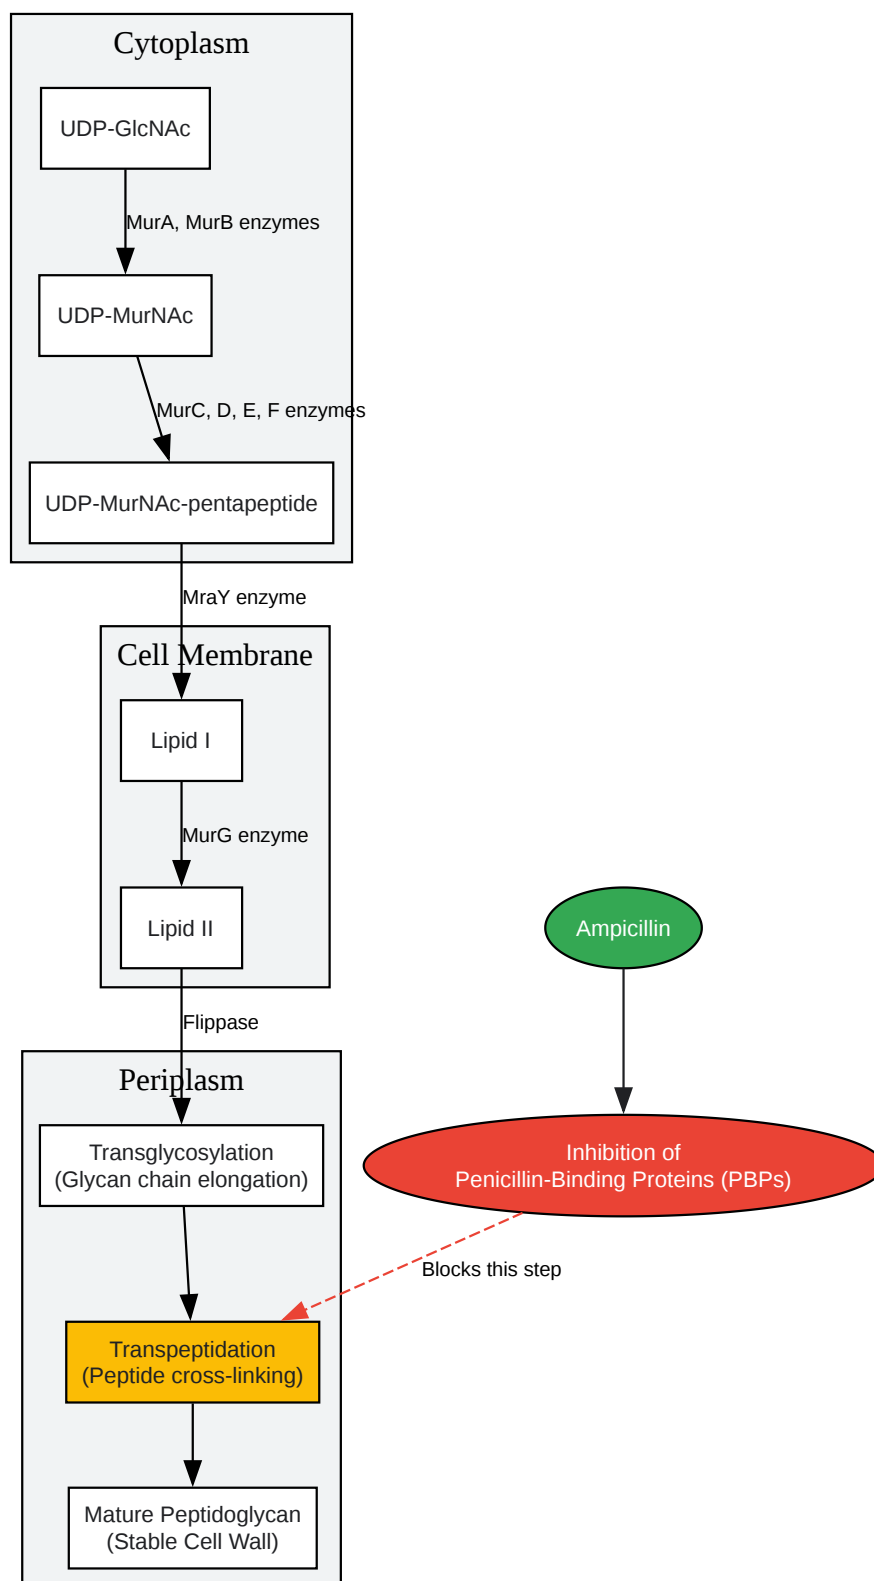 Cytoplasm
UDP-GlcNAc
MurA, MurB enzymes
UDP-MurNAc
MurC, D, E, F enzymes
UDP-MurNAc-pentapeptide
MraY enzyme
Cell Membrane
Lipid I
MurG enzyme
Lipid II
Ampicillin
Flippase
Periplasm
Transglycosylation
(Glycan chain elongation)
Inhibition of
Penicillin-Binding Proteins (PBPs)
Blocks this step
Transpeptidation
(Peptide cross-linking)
Mature Peptidoglycan
(Stable Cell Wall)